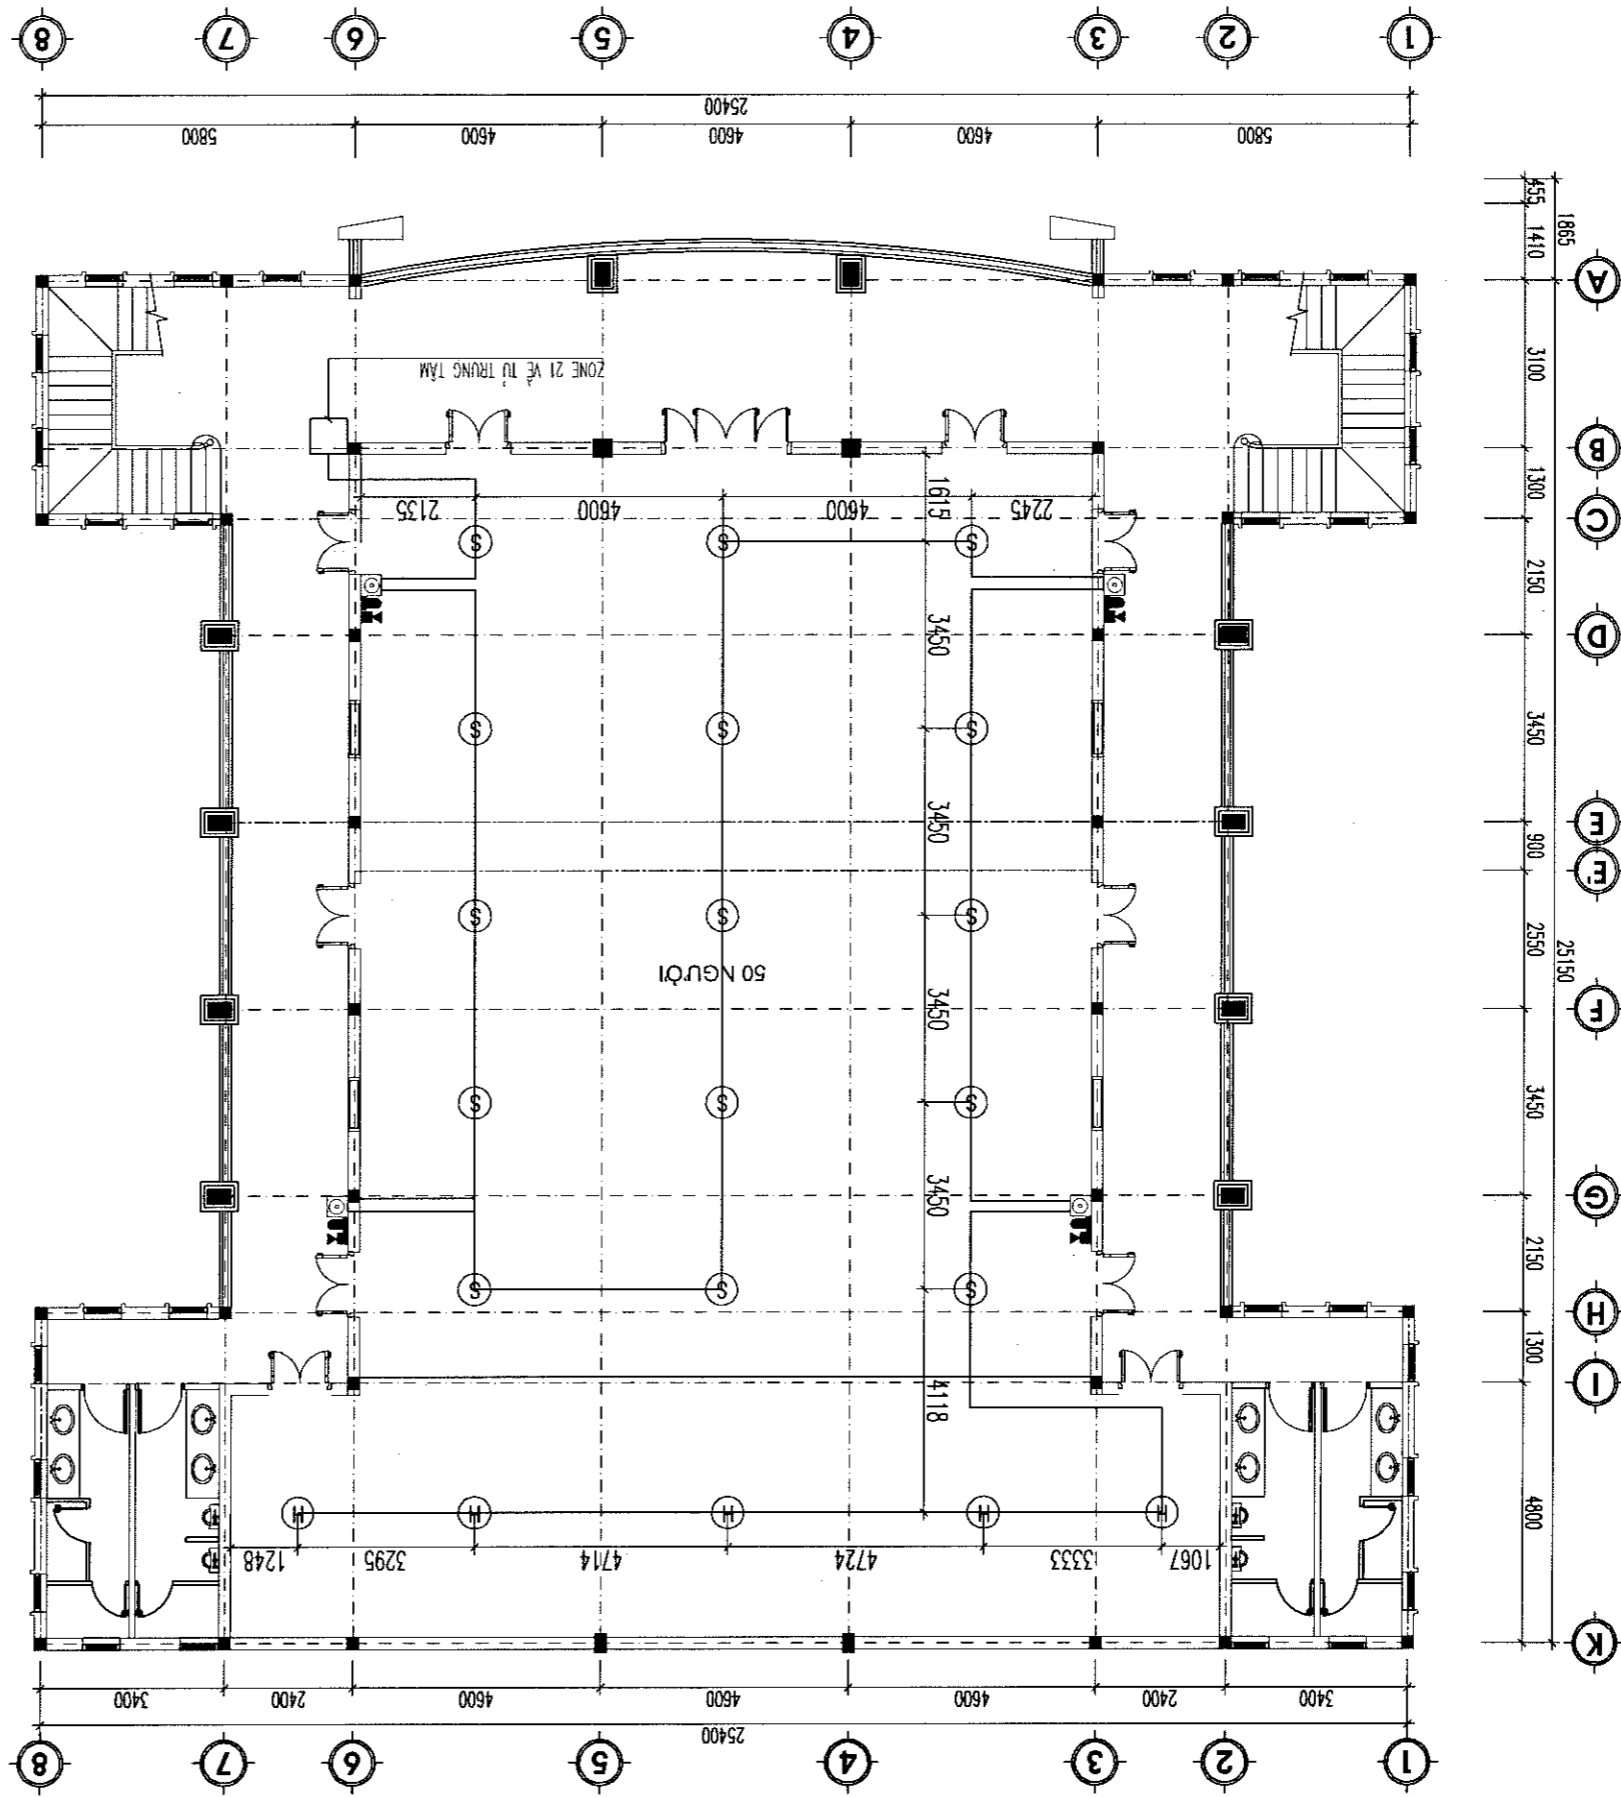 1 2 3 4 5 6 7 8
25400
3400 2400 4600 4600 4600 2400 3400
K
1067 3333 4724 4714 3295 1248
4800
H H H H H
4118
I
1300
H
S S S
2150
G
3450
3450
S S S
F
3450
50 NGƯỜI
2550
25150
S S S
E'
900
E
3450
3450
S S S
D
3450
2150
S S S
C
2245 4600 4600 2135
1615
1300
B
3100
ZONE 21 VỀ TỦ TRUNG TÂM
A
1410
1865
455
5800 4600 4600 4600 5800
25400
1 2 3 4 5 6 7 8